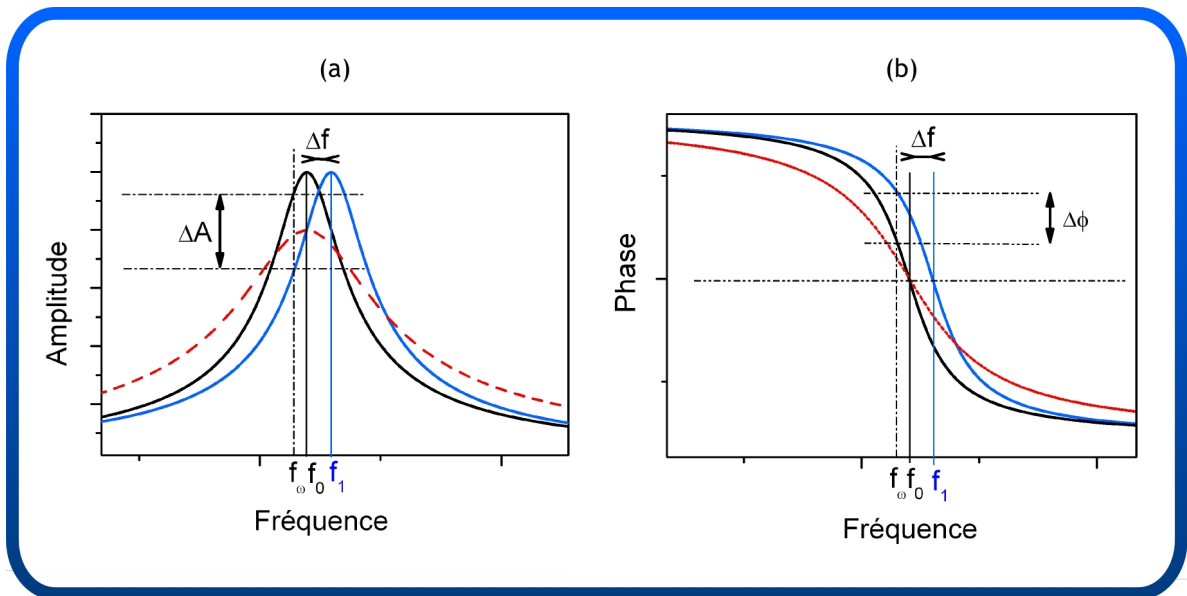 (a)
Δf
ΔA
Amplitude
fω f0 f1
Fréquence
(b)
Δf
Δϕ
Phase
fω f0 f1
Fréquence